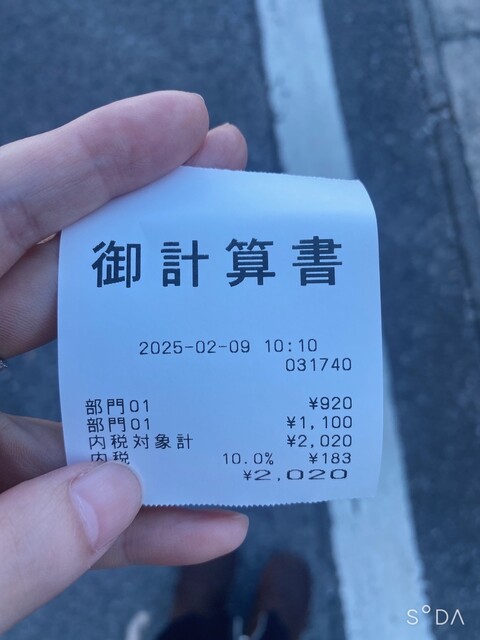 御計算書
2025-02-09 10:10
031740
部門01 ¥920
部門01 ¥1,100
内税対象計 ¥2,020
内税 10.0% ¥183
¥2,020
SODA